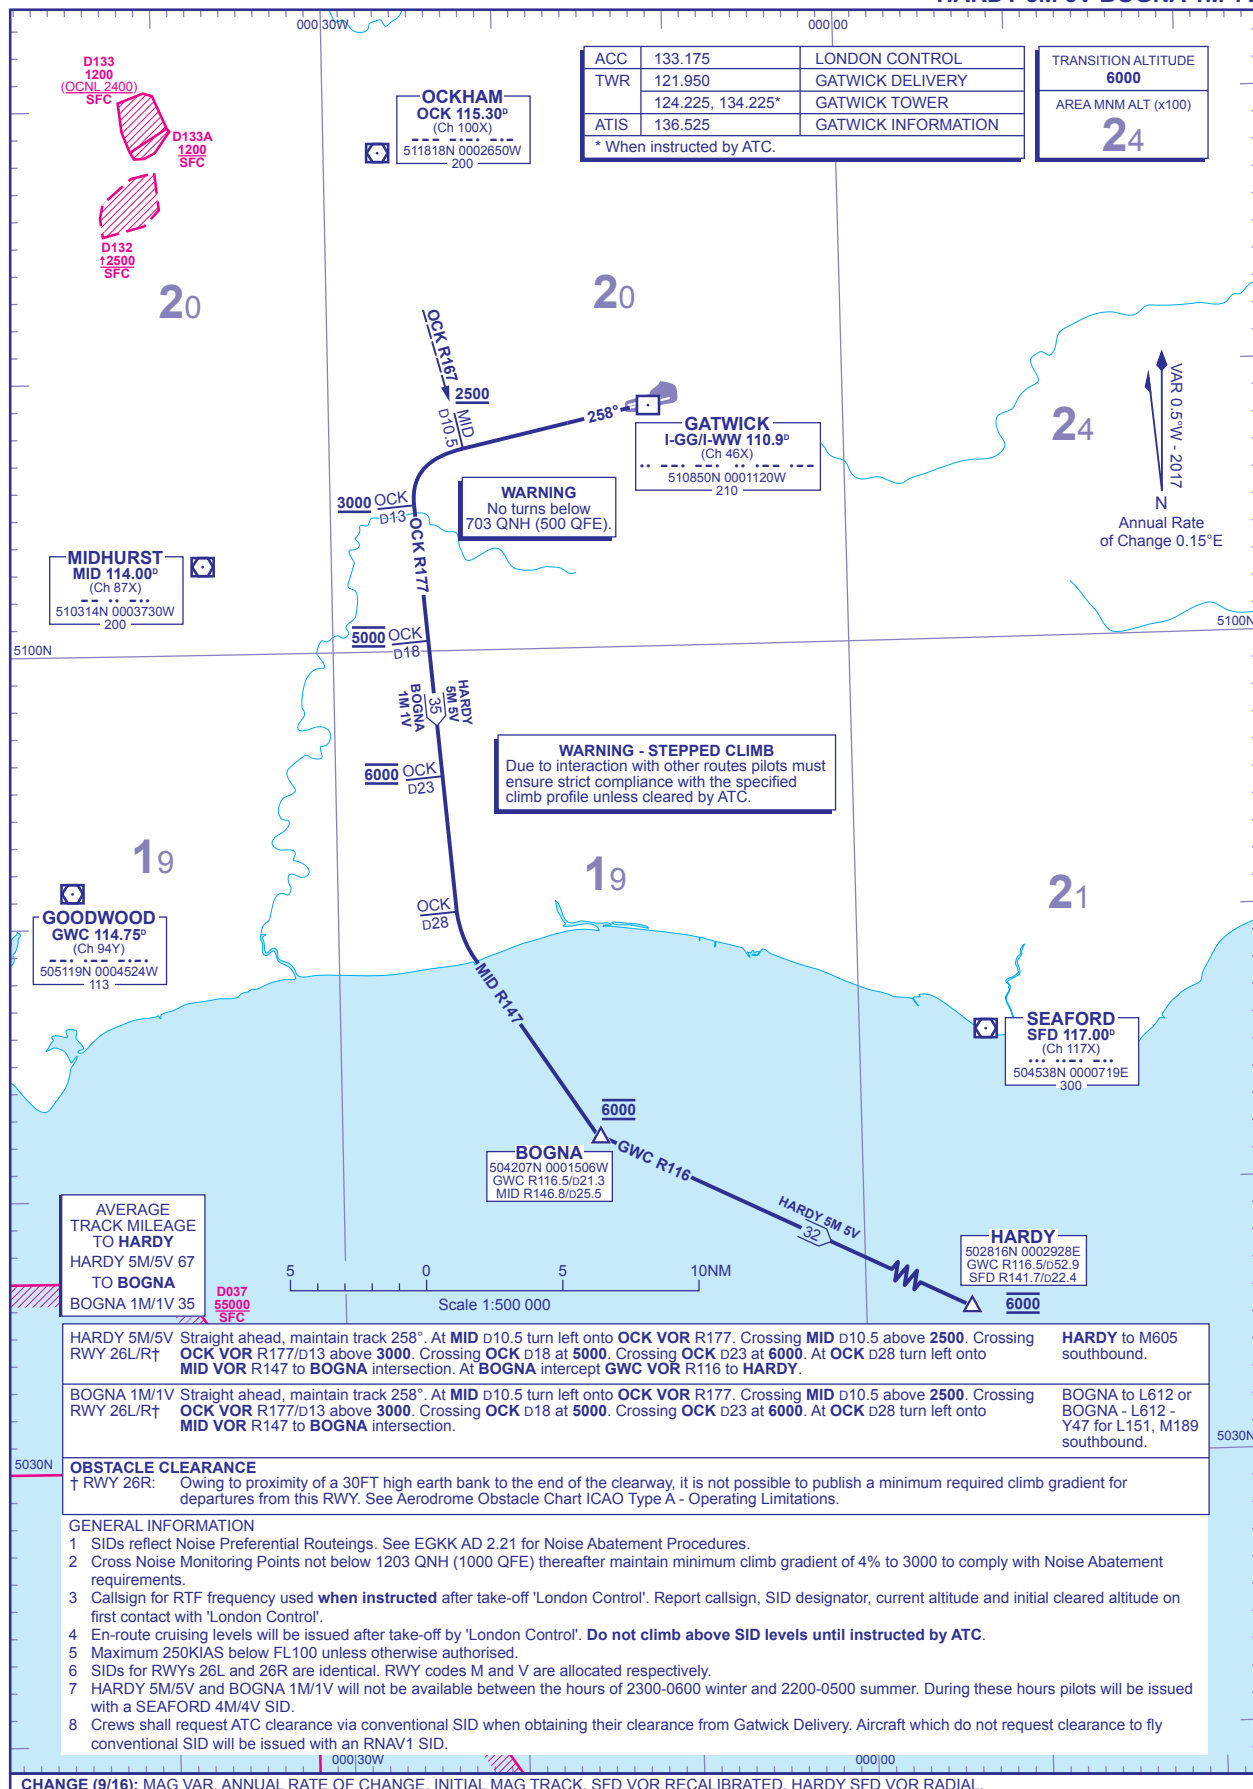 000|30W
000|00
D133
1200
(OCNL 2400)
SFC
D133A
1200
SFC
D132
†2500
SFC
OCKHAM
OCK 115.30ᴰ
(Ch 100X)
511818N 0002650W
200
ACC 133.175 LONDON CONTROL
TWR 121.950 GATWICK DELIVERY
124.225, 134.225* GATWICK TOWER
ATIS 136.525 GATWICK INFORMATION
* When instructed by ATC.
TRANSITION ALTITUDE
6000
AREA MNM ALT (x100)
24
20
20
24
OCK R167
2500
MID
D10.5
258°
GATWICK
I-GG/I-WW 110.9ᴰ
(Ch 46X)
510850N 0001120W
210
VAR 0.5°W - 2017
N
Annual Rate
of Change 0.15°E
WARNING
No turns below
703 QNH (500 QFE).
3000 OCK
D13
OCK R177
MIDHURST
MID 114.00ᴰ
(Ch 87X)
510314N 0003730W
200
5000 OCK
D18
5100N
5100N
BOGNA
1M 1V
35
HARDY
5M 5V
6000 OCK
D23
WARNING - STEPPED CLIMB
Due to interaction with other routes pilots must
ensure strict compliance with the specified
climb profile unless cleared by ATC.
19
19
21
GOODWOOD
GWC 114.75ᴰ
(Ch 94Y)
505119N 0004524W
113
OCK
D28
MID R147
SEAFORD
SFD 117.00ᴰ
(Ch 117X)
504538N 0000719E
300
6000
BOGNA
504207N 0001506W
GWC R116.5/D21.3
MID R146.8/D25.5
GWC R116
HARDY 5M 5V
32
HARDY
502816N 0002928E
GWC R116.5/D52.9
SFD R141.7/D22.4
6000
AVERAGE
TRACK MILEAGE
TO HARDY
HARDY 5M/5V 67
TO BOGNA
BOGNA 1M/1V 35
D037
55000
SFC
5 0 5 10NM
Scale 1:500 000
HARDY 5M/5V Straight ahead, maintain track 258°. At MID D10.5 turn left onto OCK VOR R177. Crossing MID D10.5 above 2500. Crossing HARDY to M605
RWY 26L/R† OCK VOR R177/D13 above 3000. Crossing OCK D18 at 5000. Crossing OCK D23 at 6000. At OCK D28 turn left onto southbound.
MID VOR R147 to BOGNA intersection. At BOGNA intercept GWC VOR R116 to HARDY.
BOGNA 1M/1V Straight ahead, maintain track 258°. At MID D10.5 turn left onto OCK VOR R177. Crossing MID D10.5 above 2500. Crossing BOGNA to L612 or
RWY 26L/R† OCK VOR R177/D13 above 3000. Crossing OCK D18 at 5000. Crossing OCK D23 at 6000. At OCK D28 turn left onto BOGNA - L612 -
MID VOR R147 to BOGNA intersection. Y47 for L151, M189
southbound.
5030N
5030N
OBSTACLE CLEARANCE
† RWY 26R: Owing to proximity of a 30FT high earth bank to the end of the clearway, it is not possible to publish a minimum required climb gradient for
departures from this RWY. See Aerodrome Obstacle Chart ICAO Type A - Operating Limitations.
GENERAL INFORMATION
1 SIDs reflect Noise Preferential Routeings. See EGKK AD 2.21 for Noise Abatement Procedures.
2 Cross Noise Monitoring Points not below 1203 QNH (1000 QFE) thereafter maintain minimum climb gradient of 4% to 3000 to comply with Noise Abatement
requirements.
3 Callsign for RTF frequency used when instructed after take-off 'London Control'. Report callsign, SID designator, current altitude and initial cleared altitude on
first contact with 'London Control'.
4 En-route cruising levels will be issued after take-off by 'London Control'. Do not climb above SID levels until instructed by ATC.
5 Maximum 250KIAS below FL100 unless otherwise authorised.
6 SIDs for RWYs 26L and 26R are identical. RWY codes M and V are allocated respectively.
7 HARDY 5M/5V and BOGNA 1M/1V will not be available between the hours of 2300-0600 winter and 2200-0500 summer. During these hours pilots will be issued
with a SEAFORD 4M/4V SID.
8 Crews shall request ATC clearance via conventional SID when obtaining their clearance from Gatwick Delivery. Aircraft which do not request clearance to fly
conventional SID will be issued with an RNAV1 SID.
000|30W
000|00
CHANGE (9/16): MAG VAR. ANNUAL RATE OF CHANGE. INITIAL MAG TRACK. SFD VOR RECALIBRATED. HARDY SFD VOR RADIAL.